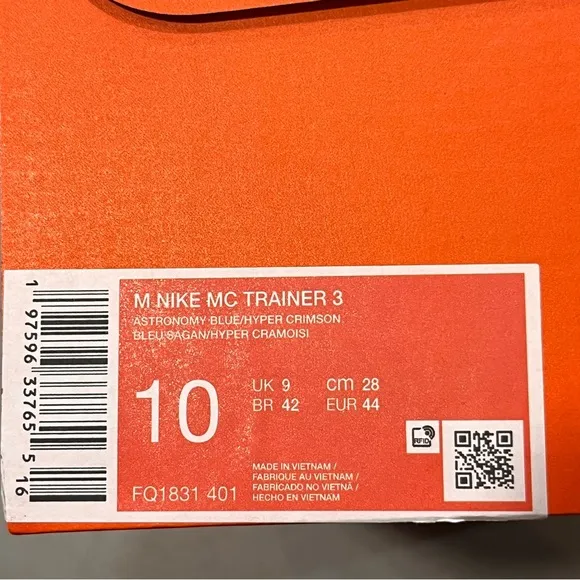 M NIKE MC TRAINER 3
ASTRONOMY BLUE/HYPER CRIMSON
BLEU SAGAN/HYPER CRAMOISI
10
UK 9 cm 28
BR 42 EUR 44
RFID
MADE IN VIETNAM /
FABRIQUE AU VIETNAM /
FABRICADO NO VIETNÃ /
HECHO EN VIETNAM
FQ1831 401
1 97596 33765 5 16